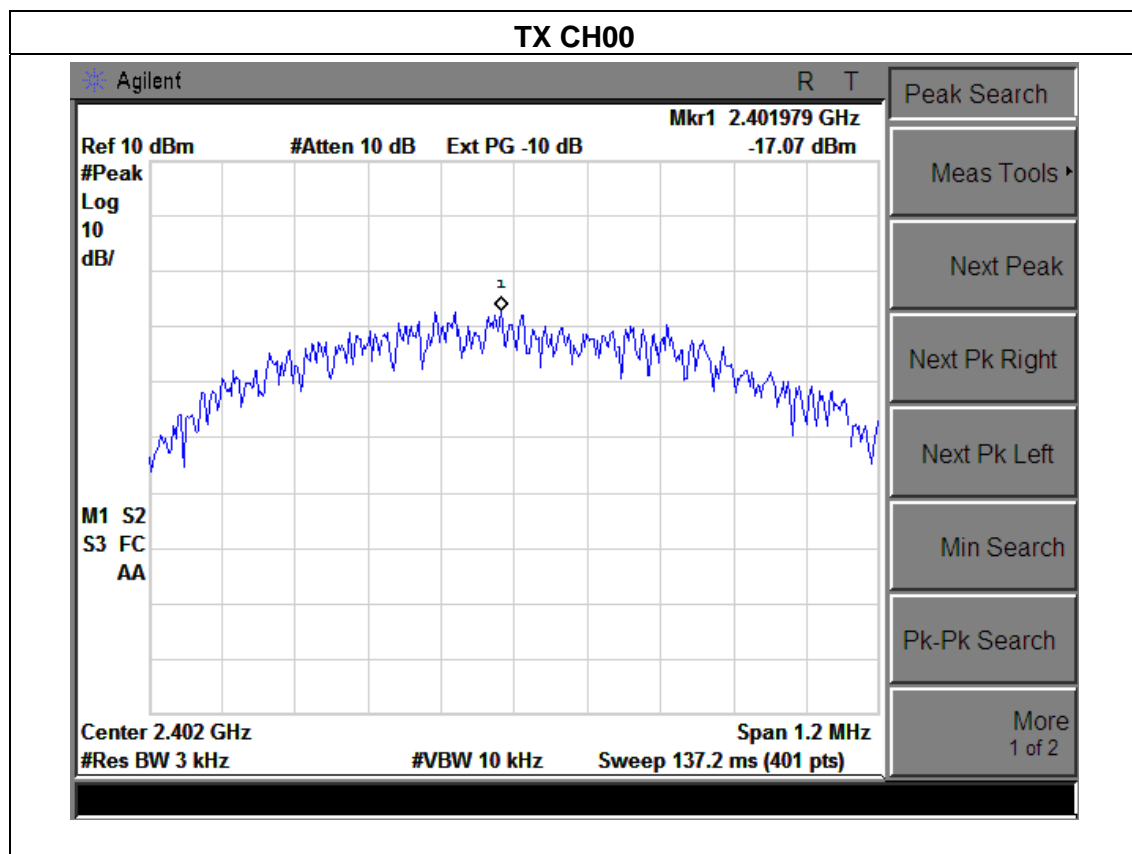 TX CH00
Agilent R T
Peak Search
Mkr1 2.401979 GHz
Ref 10 dBm #Atten 10 dB Ext PG -10 dB -17.07 dBm
#Peak
Log
10
dB/
1
M1 S2
S3 FC
AA
Center 2.402 GHz Span 1.2 MHz
#Res BW 3 kHz #VBW 10 kHz Sweep 137.2 ms (401 pts)
Meas Tools
Next Peak
Next Pk Right
Next Pk Left
Min Search
Pk-Pk Search
More
1 of 2